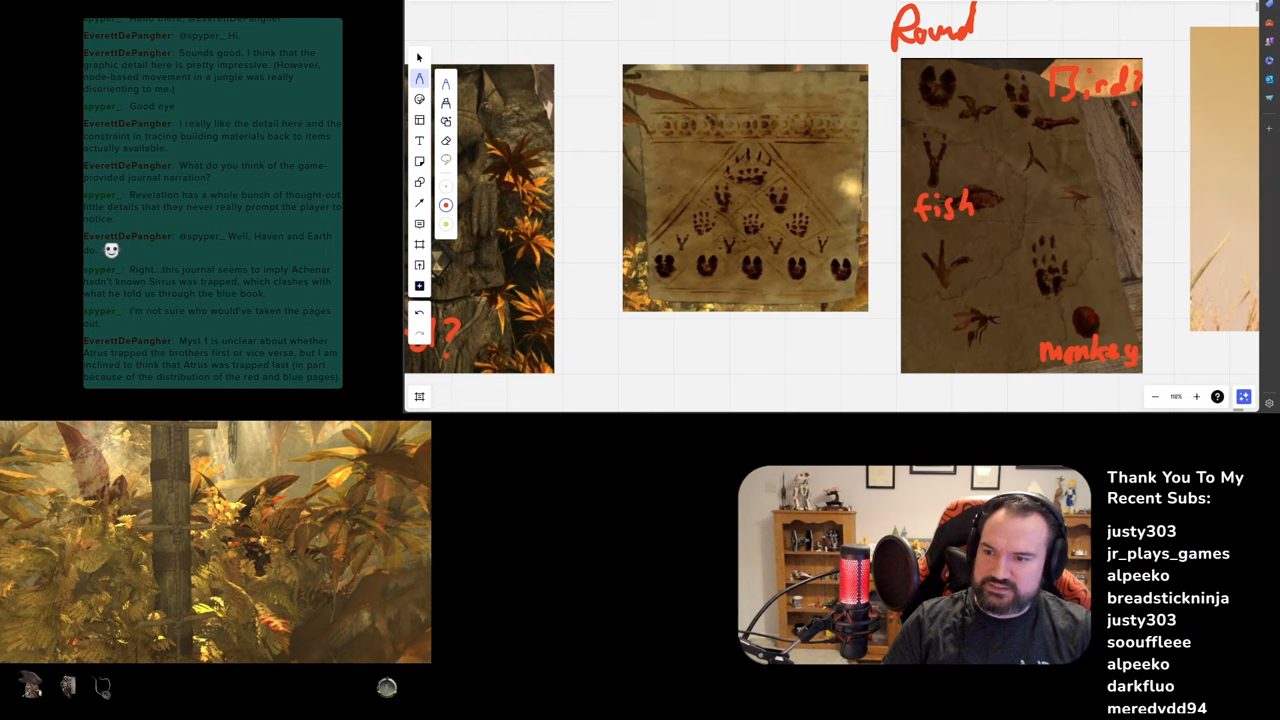 EverettDePangher: @spyper_ Hi.
EverettDePangher: Sounds good, I think that the
graphic detail here is pretty impressive. (However,
node-based movement in a jungle was really
disorienting to me.)
spyper_: Good eye
EverettDePangher: I really like the detail here and the
constraint in tracing building materials back to items
actually available.
EverettDePangher: What do you think of the game-
provided journal narration?
spyper_: Revelation has a whole bunch of thought-out
little details that they never really prompt the player to
notice.
EverettDePangher: @spyper_ Well, Haven and Earth
do.
spyper_: Right...this journal seems to imply Achenar
hadn't known Sirrus was trapped, which clashes with
what he told us through the blue book.
spyper_: I'm not sure who would've taken the pages
out.
EverettDePangher: Myst 1 is unclear about whether
Atrus trapped the brothers first or vice versa, but I am
inclined to think that Atrus was trapped last (in part
because of the distribution of the red and blue pages).
Round
Bird?
fish
monkey
Thank You To My
Recent Subs:
justy303
jr_plays_games
alpeeko
breadstickninja
justy303
sooufleee
alpeeko
darkfluo
meredydd94